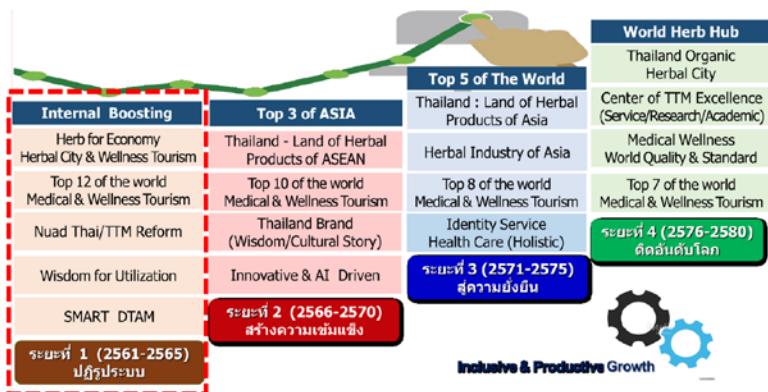 Internal Boosting
Herb for Economy
Herbal City & Wellness Tourism
Top 12 of the world
Medical & Wellness Tourism
Nuad Thai/TTM Reform
Wisdom for Utilization
SMART DTAM
ระยะที่ 1 (2561-2565)
ปฏิรูประบบ
Top 3 of ASIA
Thailand - Land of Herbal
Products of ASEAN
Top 10 of the world
Medical & Wellness Tourism
Thailand Brand
(Wisdom/Cultural Story)
Innovative & AI Driven
ระยะที่ 2 (2566-2570)
สร้างความเข้มแข็ง
Top 5 of The World
Thailand : Land of Herbal
Products of Asia
Herbal Industry of Asia
Top 8 of the world
Medical & Wellness Tourism
Identity Service
Health Care (Holistic)
ระยะที่ 3 (2571-2575)
สู่ความยั่งยืน
World Herb Hub
Thailand Organic
Herbal City
Center of TTM Excellence
(Service/Research/Academic)
Medical Wellness
World Quality & Standard
Top 7 of the world
Medical & Wellness Tourism
ระยะที่ 4 (2576-2580)
ติดอันดับโลก
Inclusive & Productive Growth